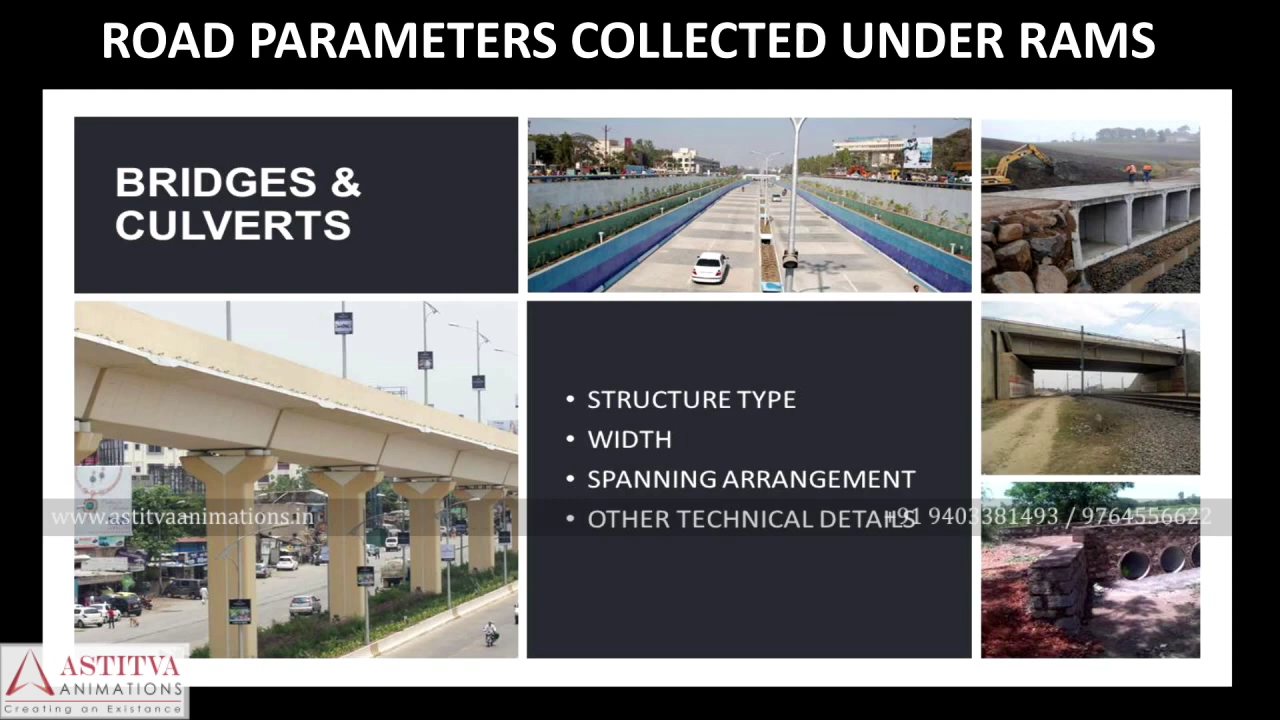 ROAD PARAMETERS COLLECTED UNDER RAMS
BRIDGES &
CULVERTS
• STRUCTURE TYPE
• WIDTH
• SPANNING ARRANGEMENT
• OTHER TECHNICAL DETAILS
www.astitvaanimations.in
+91 9403381493 / 9764556622
ASTITVA
ANIMATIONS
Creating an Existance